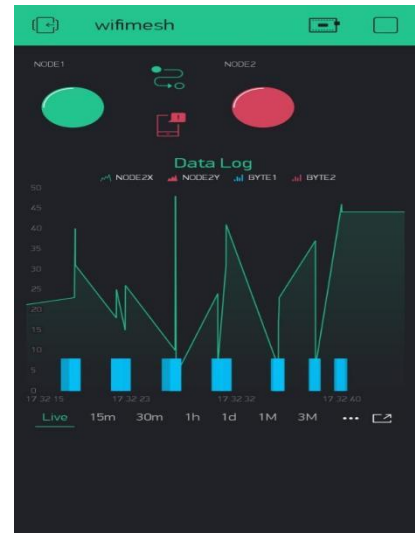 wifimesh
NODE1
NODE2
Data Log
NODE2X NODE2Y BYTE1 BYTE2
50
45
40
35
30
25
20
15
10
5
0
17 32 15 17 32 23 17 32 32 17 32 40
Live 15m 30m 1h 1d 1M 3M ...